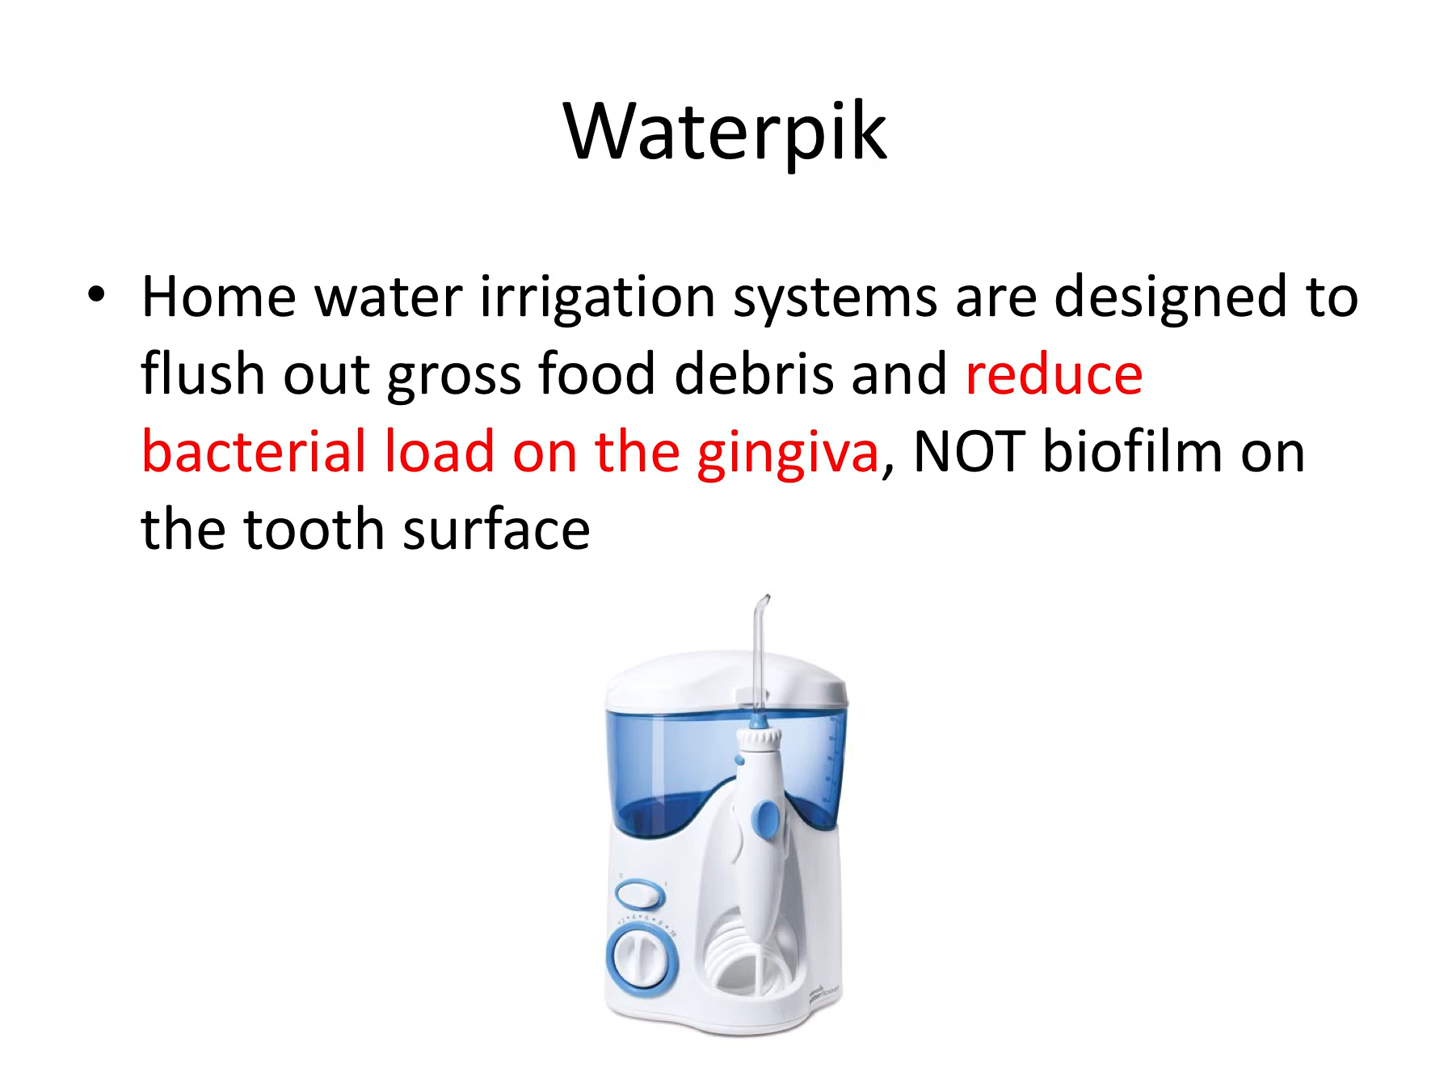 Waterpik
• Home water irrigation systems are designed to
flush out gross food debris and reduce
bacterial load on the gingiva, NOT biofilm on
the tooth surface